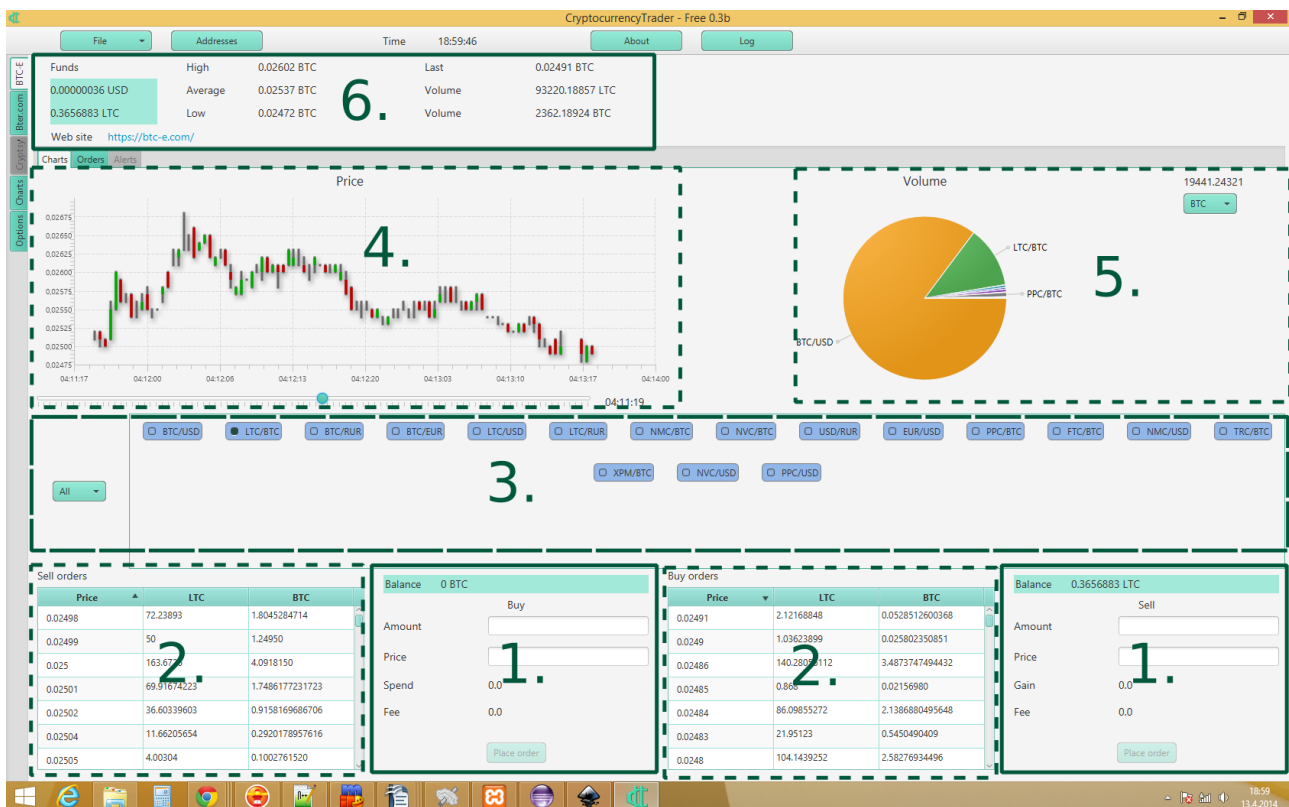 CryptocurrencyTrader - Free 0.3b
File Addresses Time 18:59:46 About Log
BTC-E
Bter.com
Cryptsy
Charts
Options
Funds High 0.02602 BTC Last 0.02491 BTC
0.00000036 USD Average 0.02537 BTC Volume 93220.18857 LTC
0.3656883 LTC Low 0.02472 BTC Volume 2362.18924 BTC
Web site https://btc-e.com/
6.
Charts Orders Alerts
Price
0,02675
0,02650
0,02625
0,02600
0,02575
0,02550
0,02525
0,02500
0,02475
04:11:17 04:12:00 04:12:06 04:12:13 04:12:20 04:13:03 04:13:10 04:13:17 04:14:00
04:11:19
4.
Volume 19441.24321
BTC
LTC/BTC
PPC/BTC
BTC/USD
5.
BTC/USD LTC/BTC BTC/RUR BTC/EUR LTC/USD LTC/RUR NMC/BTC NVC/BTC USD/RUR EUR/USD PPC/BTC FTC/BTC NMC/USD TRC/BTC
XPM/BTC NVC/USD PPC/USD
All
3.
Sell orders
Price LTC BTC
0.02498 72.23893 1.8045284714
0.02499 50 1.24950
0.025 4.0918150
0.02501 69.91674223 1.7486177231723
0.02502 36.60339603 0.9158169686706
0.02504 11.66205654 0.2920178957616
0.02505 4.00304 0.1002761520
2.
Balance 0 BTC
Buy
Amount
Price
Spend 0.0
Fee 0.0
Place order
1.
Buy orders
Price LTC BTC
0.02491 2.12168848 0.0528512600368
0.0249 1.03623899 0.025802350851
0.02486 3.4873747494432
0.02485 0.868 0.02156980
0.02484 86.09855272 2.1386880495648
0.02483 21.95123 0.5450490409
0.0248 104.1439252 2.58276934496
2.
Balance 0.3656883 LTC
Sell
Amount
Price
Gain 0.0
Fee 0.0
Place order
1.
18:59
13.4.2014